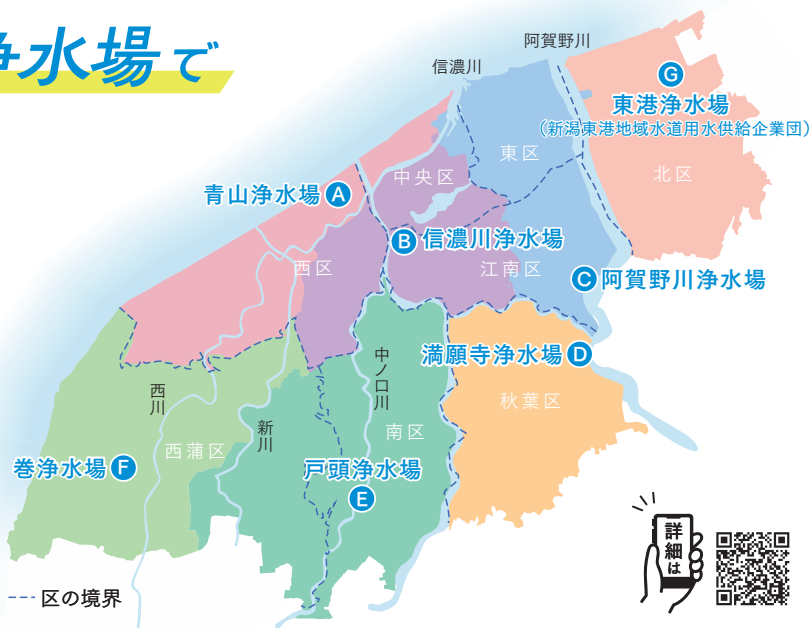 浄水場で
阿賀野川
信濃川
G
東港浄水場
(新潟東港地域水道用水供給企業団)
東区
中央区
北区
青山浄水場 A
B 信濃川浄水場
西区
江南区
C 阿賀野川浄水場
満願寺浄水場 D
中ノ口川
西川
秋葉区
新川
南区
西蒲区
巻浄水場 F
戸頭浄水場
E
詳細は
区の境界